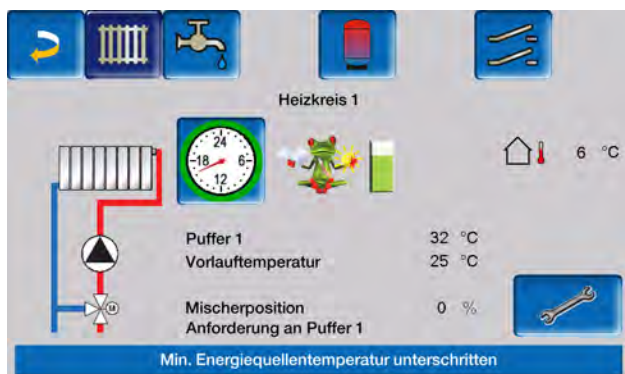 Heizkreis 1
24
18
6
12
6 °C
Puffer 1 32 °C
Vorlauftemperatur 25 °C
M
Mischerposition 0 %
Anforderung an Puffer 1
Min. Energiequellentemperatur unterschritten